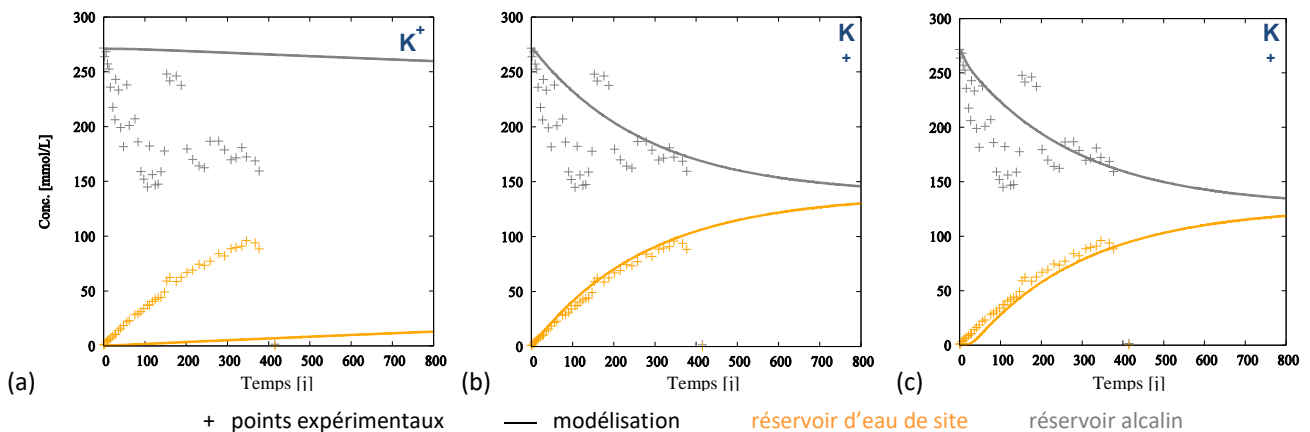 300
250
200
150
100
50
0
Conc. [mmol/L]
K+
0 100 200 300 400 500 600 700 800
Temps [j]
(a)
300
250
200
150
100
50
0
K
+
0 100 200 300 400 500 600 700 800
Temps [j]
(b)
300
250
200
150
100
50
0
K
+
0 100 200 300 400 500 600 700 800
Temps [j]
(c)
+ points expérimentaux — modélisation réservoir d'eau de site réservoir alcalin